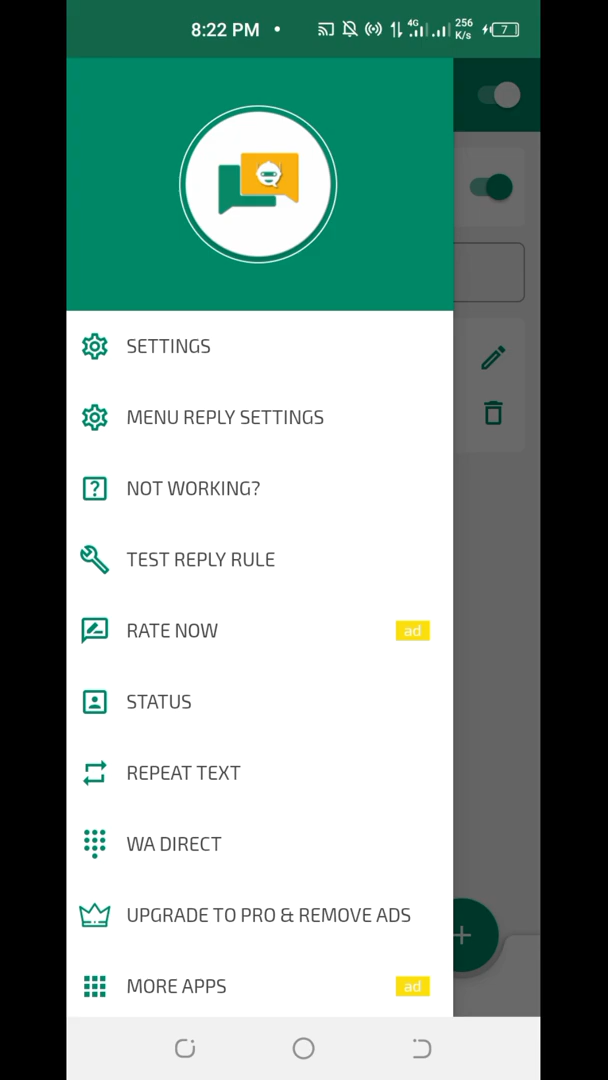 8:22 PM • 4G 256 K/s 7
SETTINGS
MENU REPLY SETTINGS
NOT WORKING?
TEST REPLY RULE
RATE NOW ad
STATUS
REPEAT TEXT
WA DIRECT
UPGRADE TO PRO & REMOVE ADS
MORE APPS ad